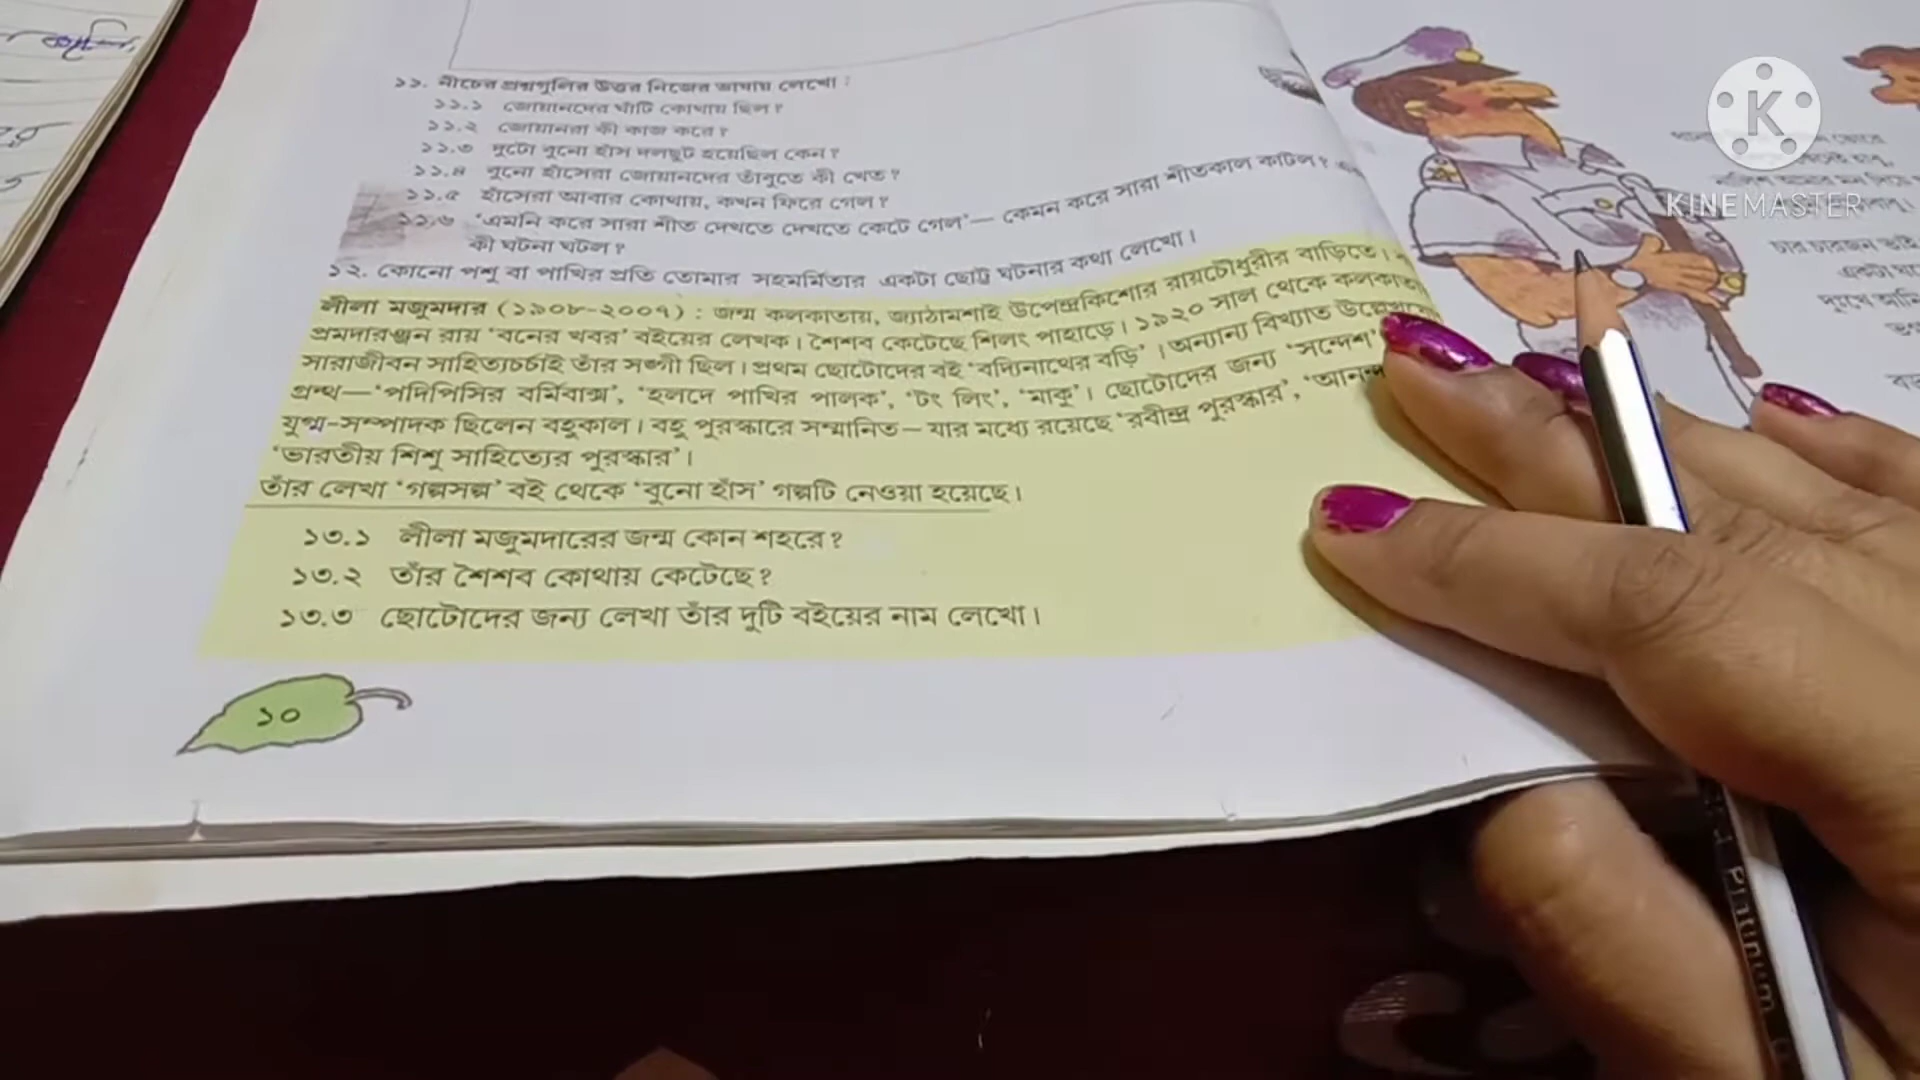 ১১. নীচের প্রশ্নগুলির উত্তর নিজের ভাষায় লেখো :
১১.১ জোয়ানদের ঘাঁটি কোথায় ছিল?
১১.২ জোয়ানরা কী কাজ করে?
১১.৩ দুটো বুনো হাঁস দলছুট হয়েছিল কেন?
১১.৪ বুনো হাঁসেরা জোয়ানদের তাঁবুতে কী খেত?
১১.৫ হাঁসেরা আবার কোথায়, কখন ফিরে গেল?
১১.৬ ‘এমনি করে সারা শীত দেখতে দেখতে কেটে গেল’— কেমন করে সারা শীতকাল কাটল?
কী ঘটনা ঘটল?
১২. কোনো পশু বা পাখির প্রতি তোমার সহমর্মিতার একটা ছোট্ট ঘটনার কথা লেখো।
লীলা মজুমদার (১৯০৮-২০০৭) : জন্ম কলকাতায়, জ্যাঠামশাই উপেন্দ্রকিশোর রায়চৌধুরীর বাড়িতে।
প্রমদারঞ্জন রায় ‘বনের খবর’ বইয়ের লেখক। শৈশব কেটেছে শিলং পাহাড়ে। ১৯২০ সাল থেকে
সারাজীবন সাহিত্যচর্চাই তাঁর সঙ্গী ছিল। প্রথম ছোটোদের বই ‘বদ্যিনাথের বড়ি’। অন্যান্য বিখ্যাত
গ্রন্থ—‘পদিপিসির বর্মিবাক্স’, ‘হলদে পাখির পালক’, ‘টং লিং’, ‘মাকু’। ছোটোদের জন্য ‘সন্দেশ’
যুগ্ম-সম্পাদক ছিলেন বহুকাল। বহু পুরস্কারে সম্মানিত— যার মধ্যে রয়েছে ‘রবীন্দ্র পুরস্কার’,
‘ভারতীয় শিশু সাহিত্যের পুরস্কার’।
তাঁর লেখা ‘গল্পসল্প’ বই থেকে ‘বুনো হাঁস’ গল্পটি নেওয়া হয়েছে।
১৩.১ লীলা মজুমদারের জন্ম কোন শহরে?
১৩.২ তাঁর শৈশব কোথায় কেটেছে?
১৩.৩ ছোটোদের জন্য লেখা তাঁর দুটি বইয়ের নাম লেখো।
১০
K
KINEMASTER
চার চারজন
Platinum